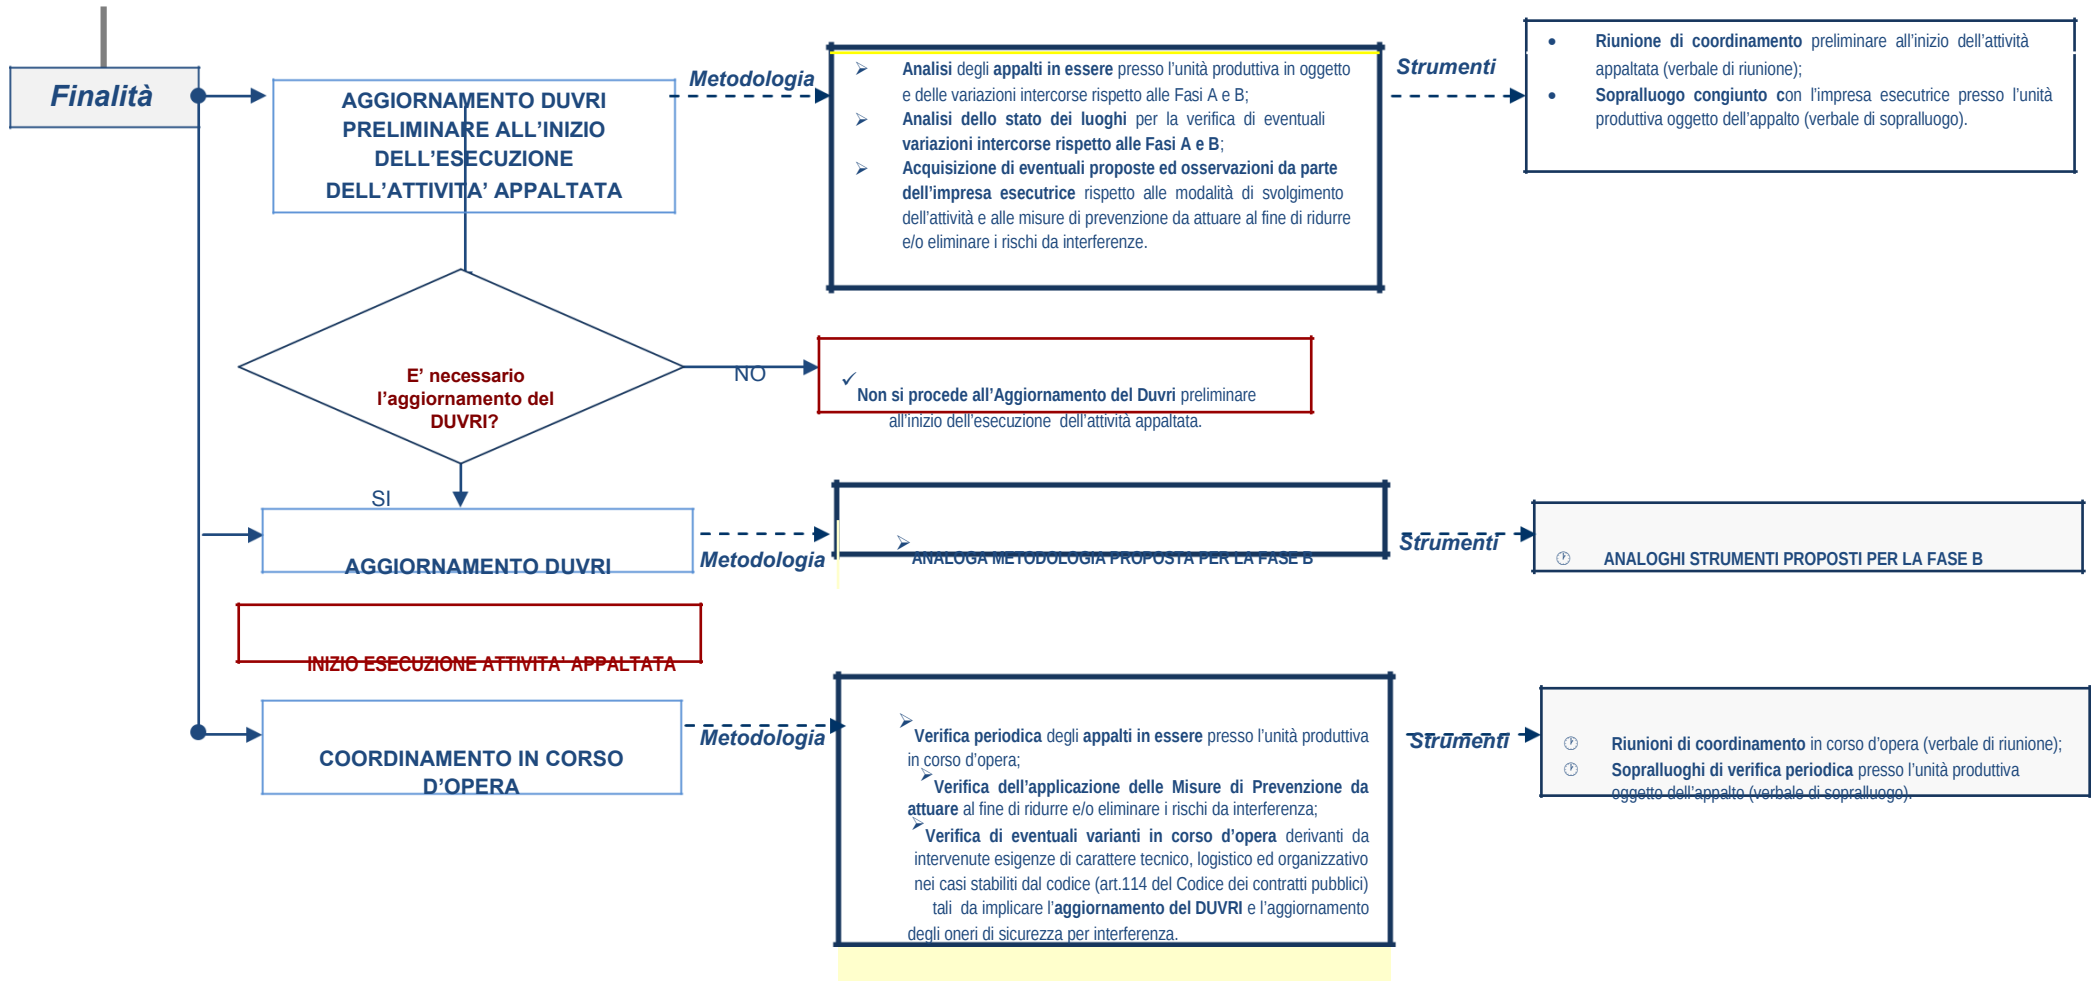 Finalità
AGGIORNAMENTO DUVRI
PRELIMINARE ALL’INIZIO
DELL’ESECUZIONE
DELL’ATTIVITA’ APPALTATA
Metodologia
➢ Analisi degli appalti in essere presso l’unità produttiva in oggetto
e delle variazioni intercorse rispetto alle Fasi A e B;
➢ Analisi dello stato dei luoghi per la verifica di eventuali
variazioni intercorse rispetto alle Fasi A e B;
➢ Acquisizione di eventuali proposte ed osservazioni da parte
dell’impresa esecutrice rispetto alle modalità di svolgimento
dell’attività e alle misure di prevenzione da attuare al fine di ridurre
e/o eliminare i rischi da interferenze.
Strumenti
• Riunione di coordinamento preliminare all’inizio dell’attività
appaltata (verbale di riunione);
• Sopralluogo congiunto con l’impresa esecutrice presso l’unità
produttiva oggetto dell’appalto (verbale di sopralluogo).
E’ necessario
l’aggiornamento del
DUVRI?
NO
✓ Non si procede all’Aggiornamento del Duvri preliminare
all’inizio dell’esecuzione dell’attività appaltata.
SI
AGGIORNAMENTO DUVRI
Metodologia
➢ ANALOGA METODOLOGIA PROPOSTA PER LA FASE B
Strumenti
🕐 ANALOGHI STRUMENTI PROPOSTI PER LA FASE B
INIZIO ESECUZIONE ATTIVITA’ APPALTATA
COORDINAMENTO IN CORSO
D’OPERA
Metodologia
➢ Verifica periodica degli appalti in essere presso l’unità produttiva
in corso d’opera;
➢ Verifica dell’applicazione delle Misure di Prevenzione da
attuare al fine di ridurre e/o eliminare i rischi da interferenza;
➢ Verifica di eventuali varianti in corso d’opera derivanti da
intervenute esigenze di carattere tecnico, logistico ed organizzativo
nei casi stabiliti dal codice (art.114 del Codice dei contratti pubblici)
tali da implicare l’aggiornamento del DUVRI e l’aggiornamento
degli oneri di sicurezza per interferenza.
Strumenti
🕐 Riunioni di coordinamento in corso d’opera (verbale di riunione);
🕐 Sopralluoghi di verifica periodica presso l’unità produttiva
oggetto dell’appalto (verbale di sopralluogo).